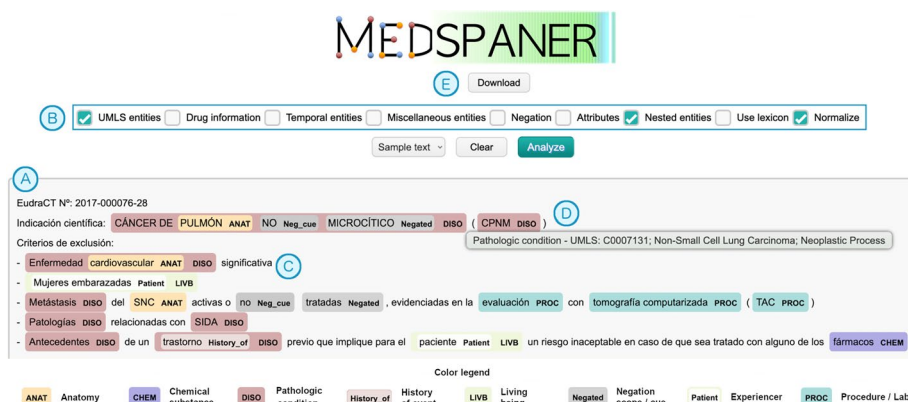 MEDSPANER
E Download
B UMLS entities Drug information Temporal entities Miscellaneous entities Negation Attributes Nested entities Use lexicon Normalize
Sample text Clear Analyze
A
EudraCT Nº: 2017-000076-28
Indicación científica: CÁNCER DE PULMÓN ANAT NO Neg_cue MICROCÍTICO Negated DISO ( CPNM DISO ) D
Criterios de exclusión:
Pathologic condition - UMLS: C0007131; Non-Small Cell Lung Carcinoma; Neoplastic Process
- Enfermedad cardiovascular ANAT DISO significativa C
- Mujeres embarazadas Patient LIVB
- Metástasis DISO del SNC ANAT activas o no Neg_cue tratadas Negated , evidenciadas en la evaluación PROC con tomografía computarizada PROC ( TAC PROC )
- Patologías DISO relacionadas con SIDA DISO
- Antecedentes DISO de un trastorno History_of DISO previo que implique para el paciente Patient LIVB un riesgo inaceptable en caso de que sea tratado con alguno de los fármacos CHEM
Color legend
ANAT Anatomy CHEM Chemical DISO Pathologic History_of History LIVB Living Negated Negation Patient Experiencer PROC Procedure / Lab